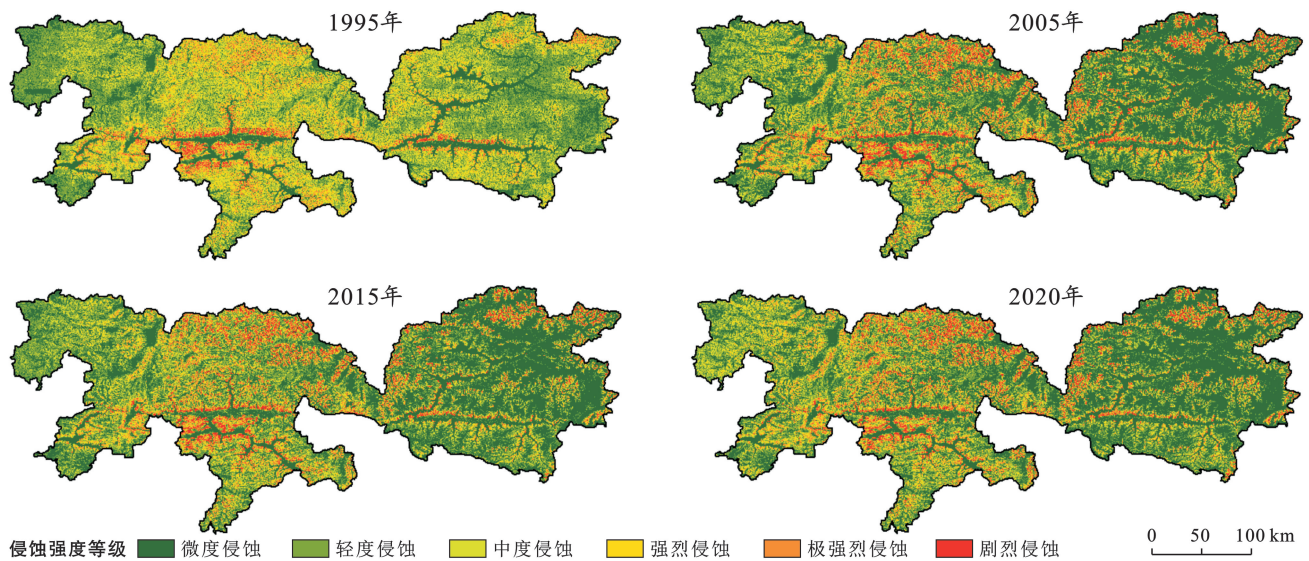 1995年
2005年
2015年
2020年
侵蚀强度等级 微度侵蚀 轻度侵蚀 中度侵蚀 强烈侵蚀 极强烈侵蚀 剧烈侵蚀
0 50 100 km